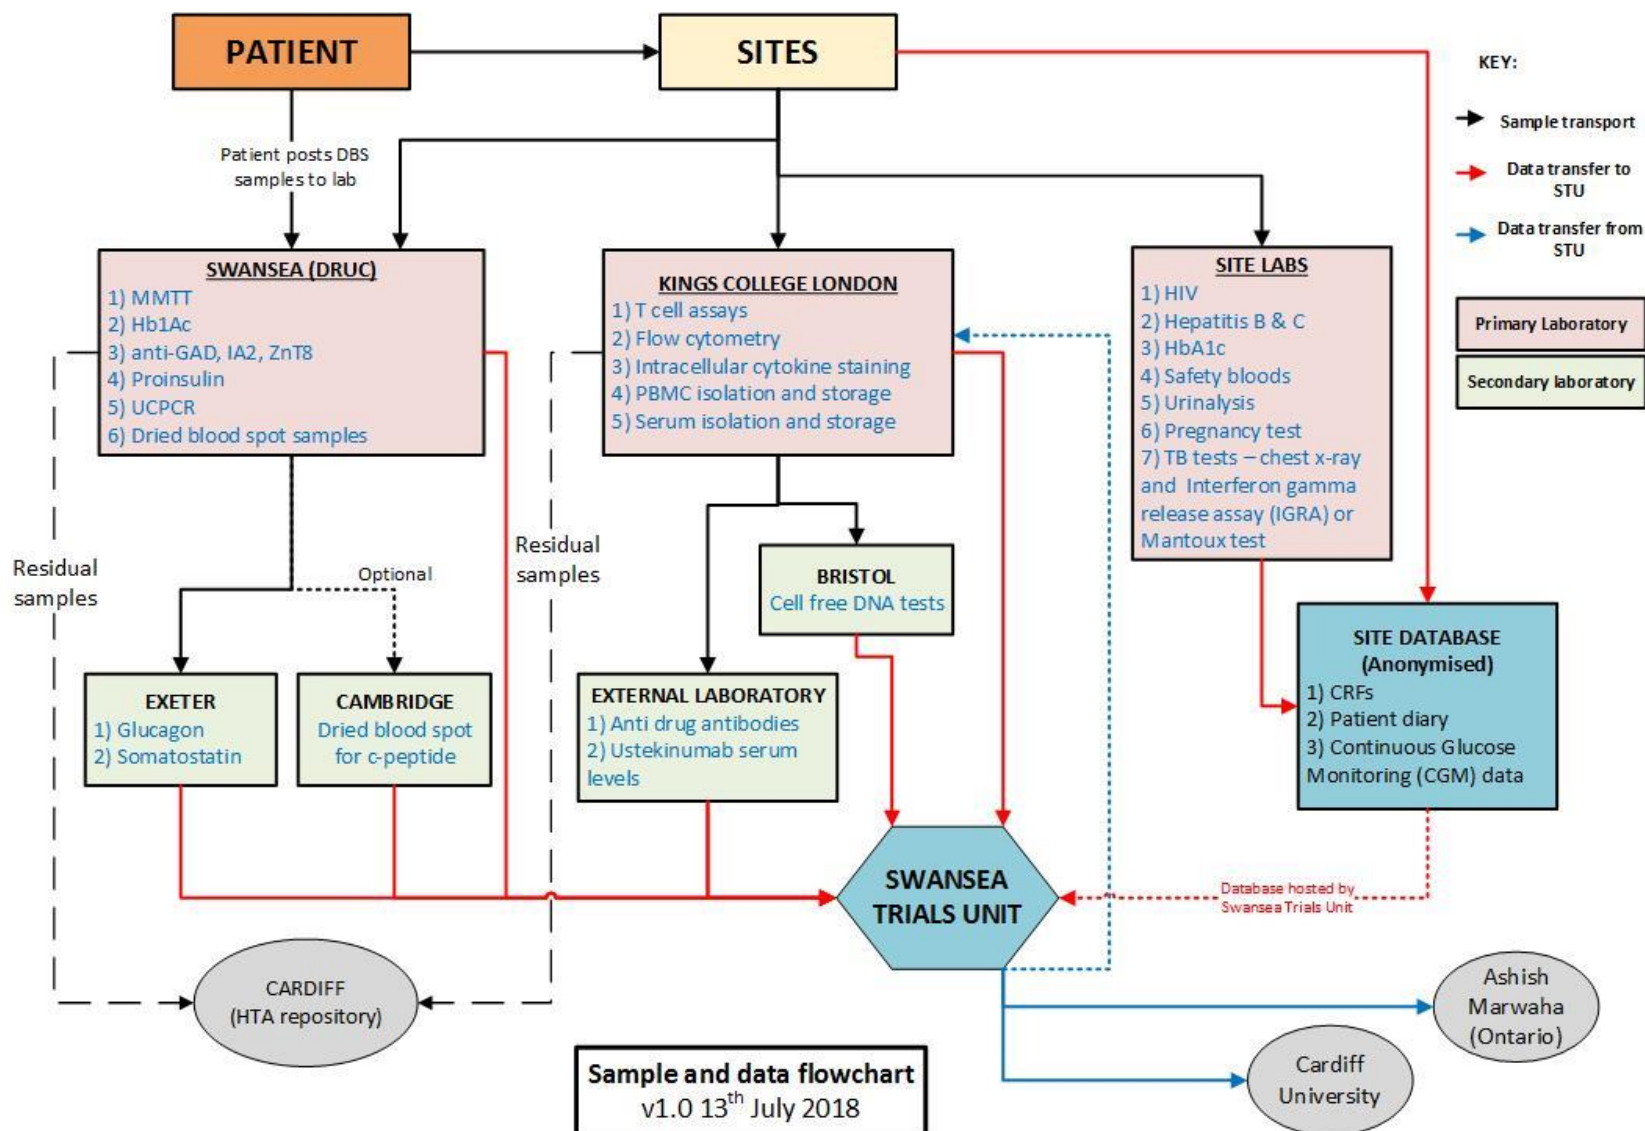 PATIENT
SITES
KEY:
Sample transport
Data transfer to
STU
Data transfer from
STU
Primary Laboratory
Secondary laboratory
Patient posts DBS
samples to lab
SWANSEA (DRUC)
1) MMTT
2) Hb1Ac
3) anti-GAD, IA2, ZnT8
4) Proinsulin
5) UCPCR
6) Dried blood spot samples
KINGS COLLEGE LONDON
1) T cell assays
2) Flow cytometry
3) Intracellular cytokine staining
4) PBMC isolation and storage
5) Serum isolation and storage
SITE LABS
1) HIV
2) Hepatitis B & C
3) HbA1c
4) Safety bloods
5) Urinalysis
6) Pregnancy test
7) TB tests – chest x-ray
and Interferon gamma
release assay (IGRA) or
Mantoux test
Residual
samples
Optional
Residual
samples
BRISTOL
Cell free DNA tests
EXETER
1) Glucagon
2) Somatostatin
CAMBRIDGE
Dried blood spot
for c-peptide
EXTERNAL LABORATORY
1) Anti drug antibodies
2) Ustekinumab serum
levels
SITE DATABASE
(Anonymised)
1) CRFs
2) Patient diary
3) Continuous Glucose
Monitoring (CGM) data
SWANSEA
TRIALS UNIT
Database hosted by
Swansea Trials Unit
CARDIFF
(HTA repository)
Ashish
Marwaha
(Ontario)
Cardiff
University
Sample and data flowchart
v1.0 13th July 2018